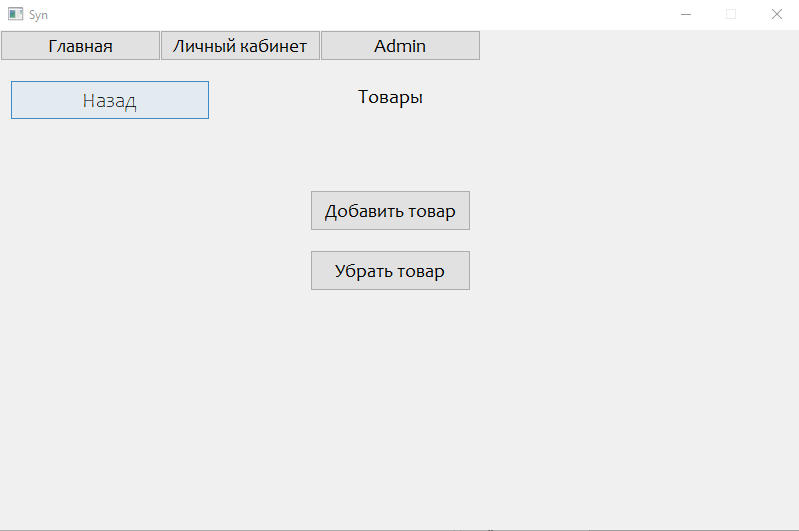 Syn
Главная Личный кабинет Admin
Назад Товары
Добавить товар
Убрать товар